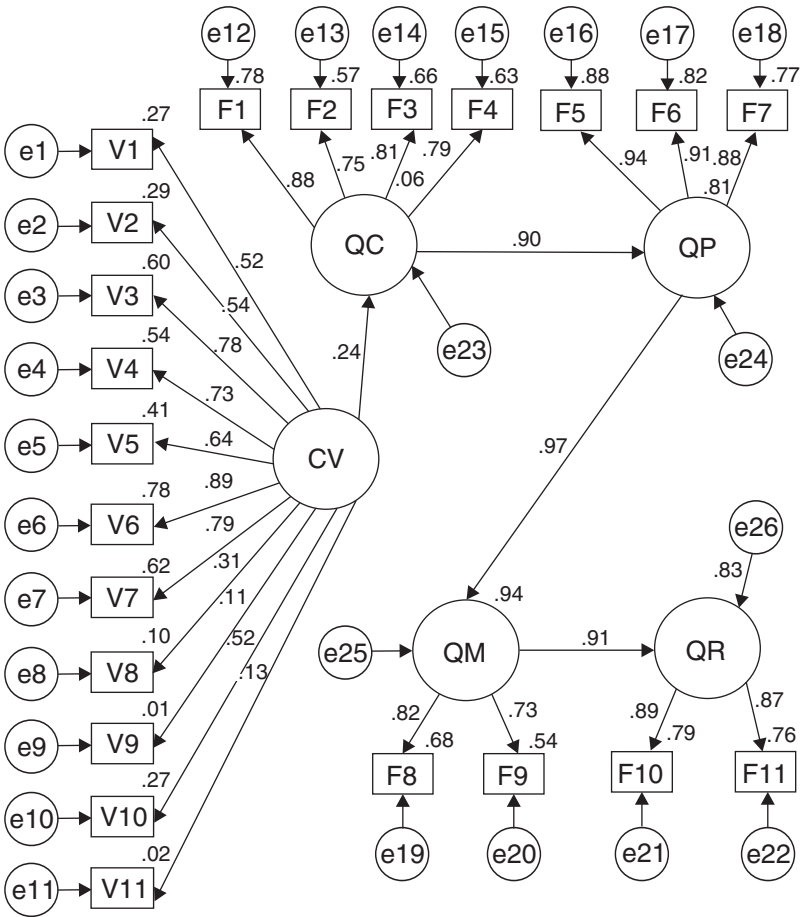 e12 e13 e14 e15 e16 e17 e18
.78 .57 .66 .63 .88 .82 .77
F1 F2 F3 F4 F5 F6 F7
.27
e1 V1
.88 .75 .81 .79 .94 .91 .88
.06 .81
.29
e2 V2
QC .90 QP
.52
.60
e3 V3
.54
.78
.24
e23 e24
.54
e4 V4
.73
.41
e5 V5
.64
CV
.97
.78
e6 V6
.89
.79
e26
.62
e7 V7
.31
.11
.83
.94
.10
e8 V8
.52
.13
e25 QM .91 QR
.01
e9 V9
.82 .73 .89 .87
.68 .54 .79 .76
F8 F9 F10 F11
.27
e10 V10
e19 e20 e21 e22
.02
e11 V11